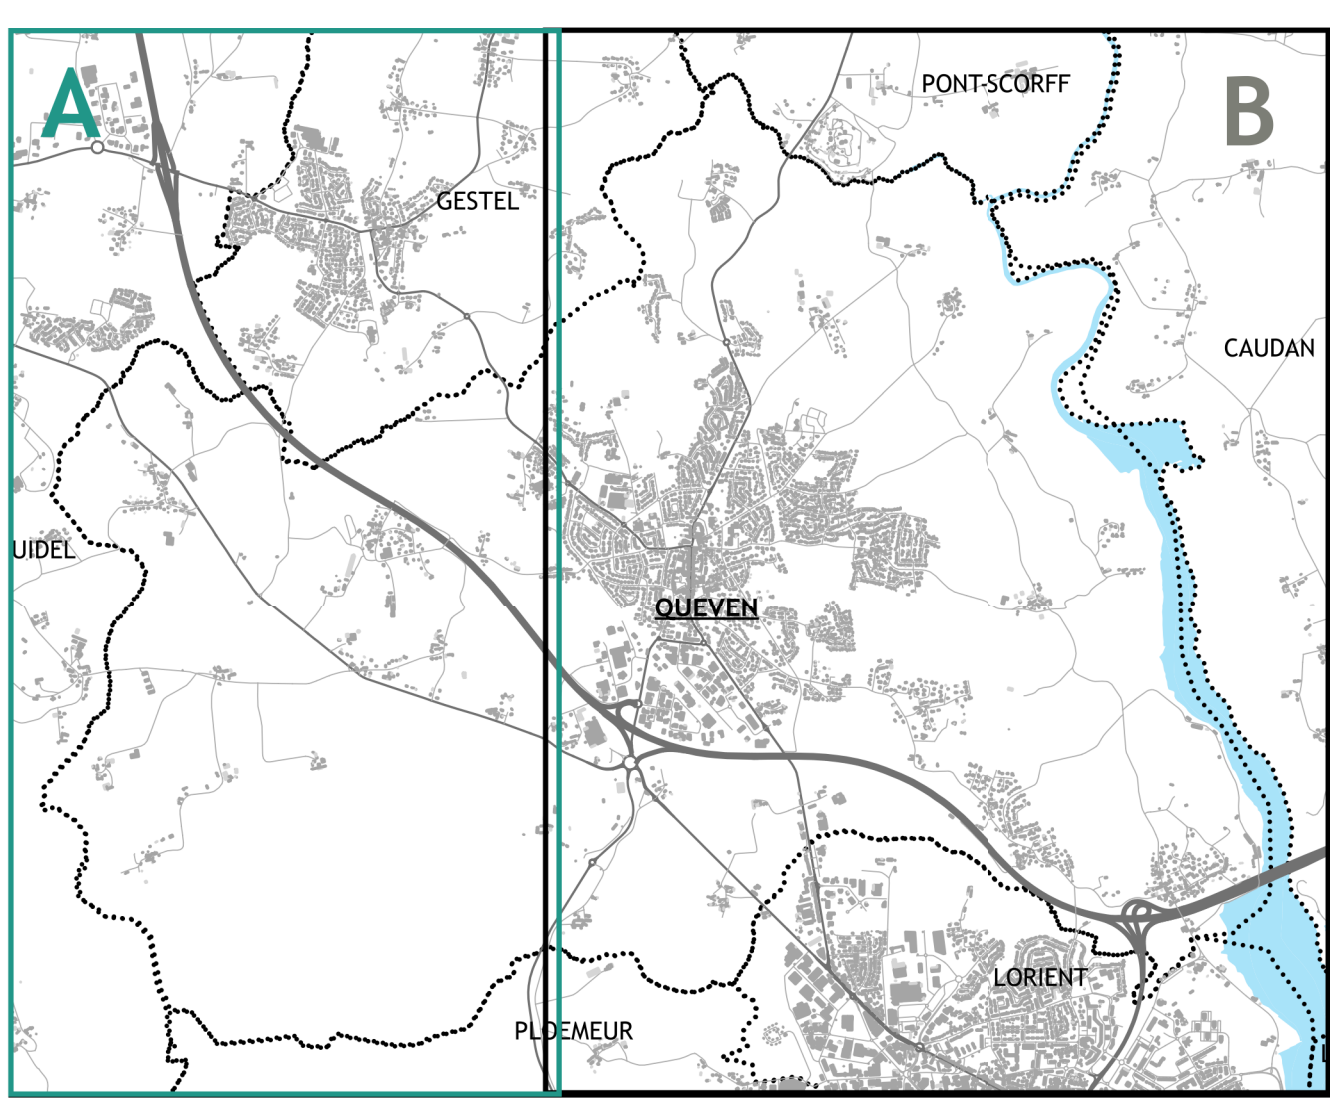 A
B
PONT-SCORFF
GESTEL
CAUDAN
UIDEL
QUEVEN
LORIENT
PLOEMEUR